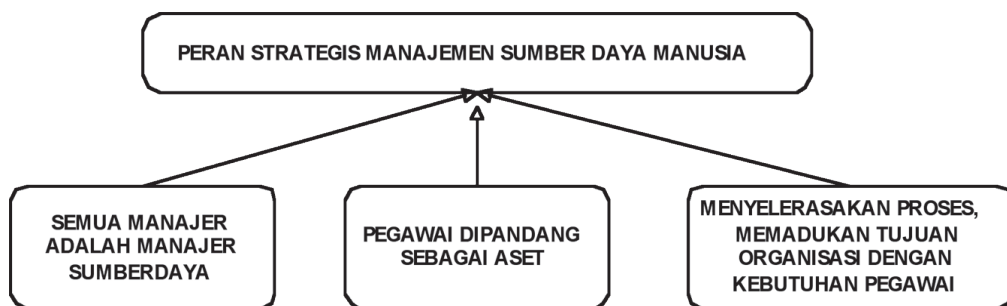 PERAN STRATEGIS MANAJEMEN SUMBER DAYA MANUSIA
SEMUA MANAJER
ADALAH MANAJER
SUMBERDAYA
PEGAWAI DIPANDANG
SEBAGAI ASET
MENYELERASAKAN PROSES,
MEMADUKAN TUJUAN
ORGANISASI DENGAN
KEBUTUHAN PEGAWAI